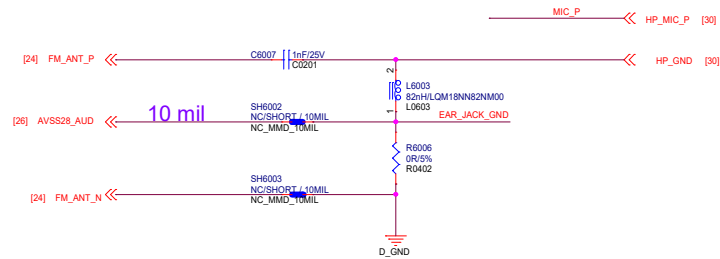 MIC_P
HP_MIC_P [30]
[24] FM_ANT_P
C6007 1nF/25V
C0201
HP_GND [30]
2
L6003
82nH/LQM18NN82NM00
L0603
1
SH6002
NC/SHORT / 10MIL
NC_MMD_10MIL
[26] AVSS28_AUD
10 mil
EAR_JACK_GND
R6006
0R/5%
R0402
SH6003
NC/SHORT / 10MIL
NC_MMD_10MIL
[24] FM_ANT_N
D_GND